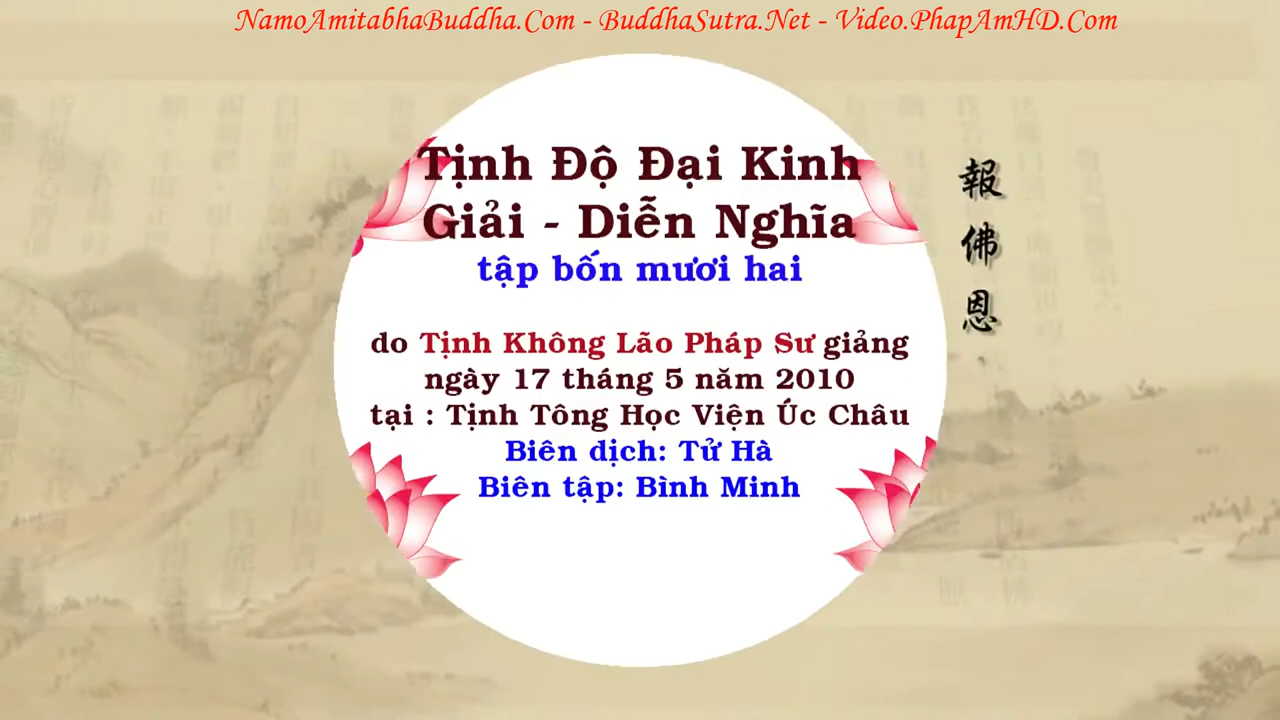 NamoAmitabhaBuddha.Com - BuddhaSutra.Net - Video.PhapAmHD.Com
Tịnh Độ Đại Kinh
Giải - Diễn Nghĩa
tập bốn mươi hai
do Tịnh Không Lão Pháp Sư giảng
ngày 17 tháng 5 năm 2010
tại : Tịnh Tông Học Viện Úc Châu
Biên dịch: Tử Hà
Biên tập: Bình Minh
報佛恩